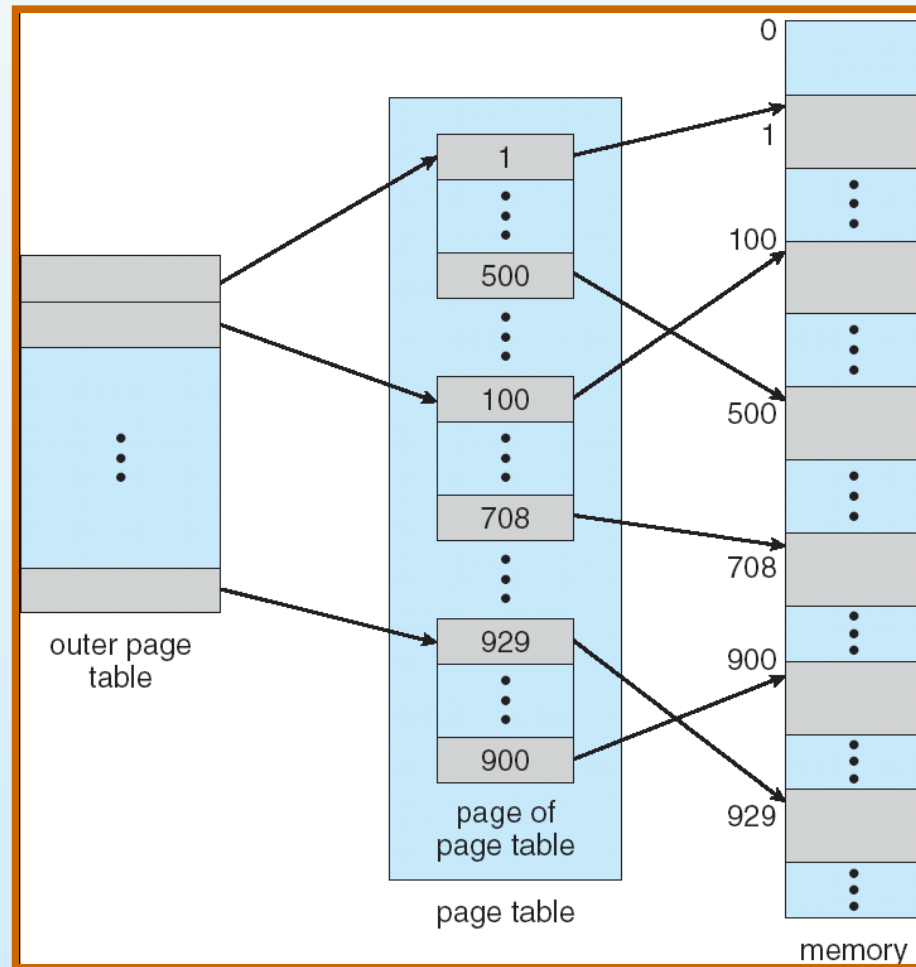 outer page
table
1
500
100
708
929
900
page of
page table
page table
0
1
100
500
708
900
929
memory